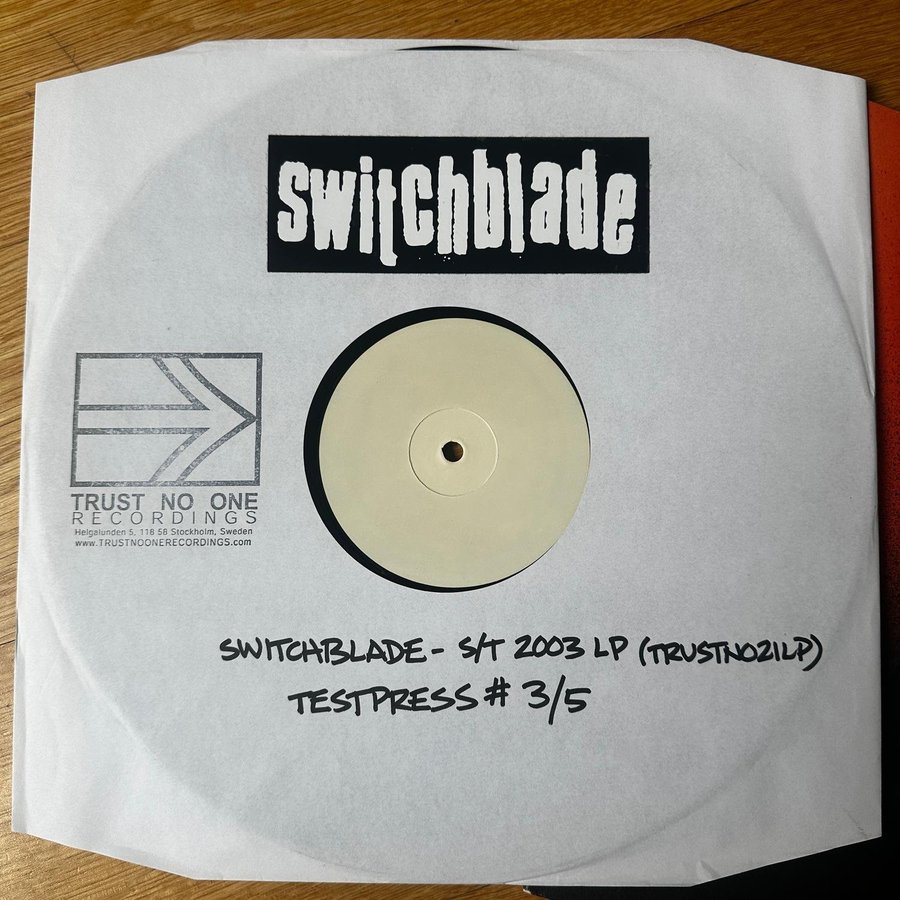 switchblade
TRUST NO ONE
RECORDINGS
Helgalunden 5, 118 58 Stockholm, Sweden
www.TRUSTNOONERECORDINGS.com
SWITCHBLADE - S/T 2003 LP (TRUSTNO21LP)
TESTPRESS # 3/5